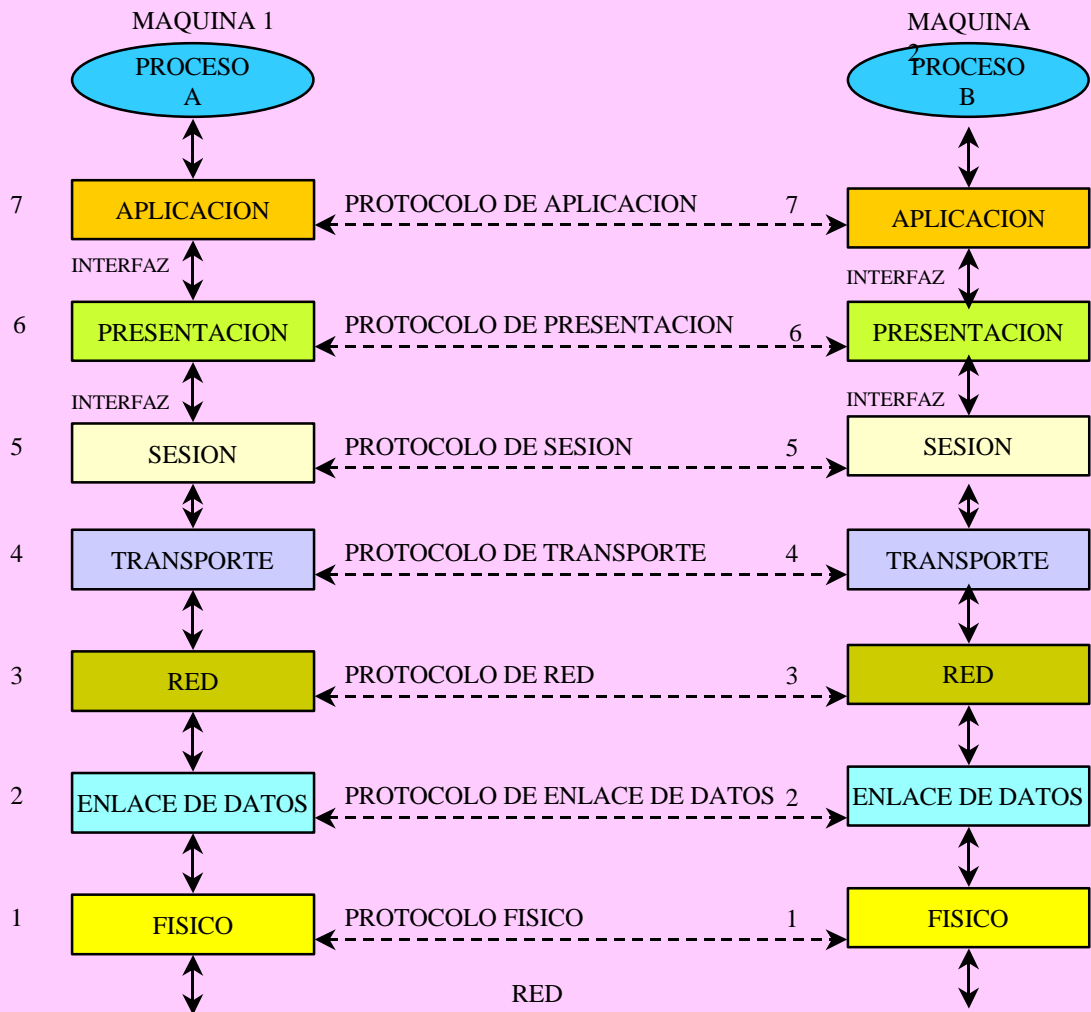 MAQUINA 1
MAQUINA
2
PROCESO
A
PROCESO
B
7
APLICACION
PROTOCOLO DE APLICACION
7
APLICACION
INTERFAZ
INTERFAZ
6
PRESENTACION
PROTOCOLO DE PRESENTACION
6
PRESENTACION
INTERFAZ
INTERFAZ
5
SESION
PROTOCOLO DE SESION
5
SESION
4
TRANSPORTE
PROTOCOLO DE TRANSPORTE
4
TRANSPORTE
3
RED
PROTOCOLO DE RED
3
RED
2
ENLACE DE DATOS
PROTOCOLO DE ENLACE DE DATOS
2
ENLACE DE DATOS
1
FISICO
PROTOCOLO FISICO
1
FISICO
RED